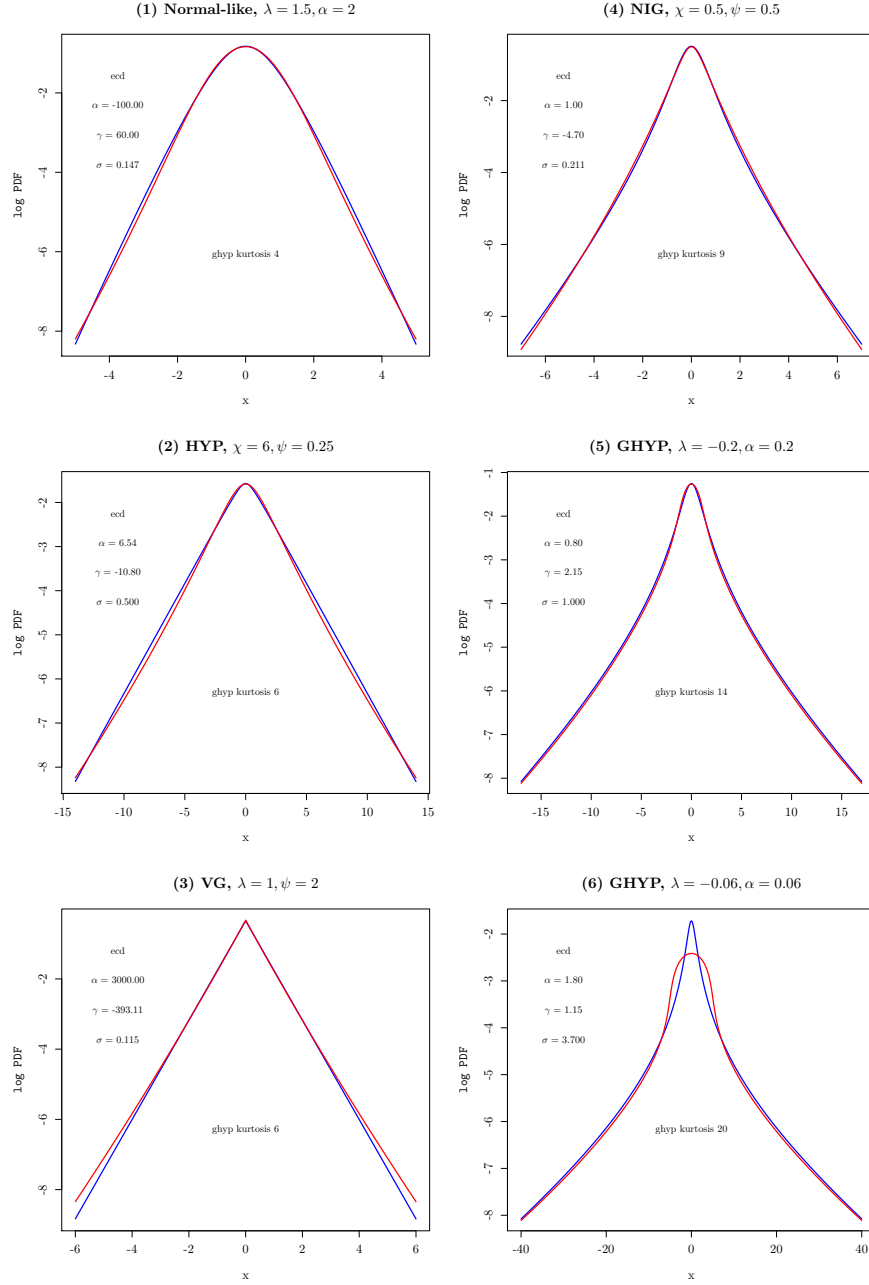 (1) Normal-like, λ = 1.5, α = 2
ecd
α = -100.00
γ = 60.00
σ = 0.147
ghyp kurtosis 4
log PDF
-2
-4
-6
-8
-4 -2 0 2 4
x
(4) NIG, χ = 0.5, ψ = 0.5
ecd
α = 1.00
γ = -4.70
σ = 0.211
ghyp kurtosis 9
log PDF
-2
-4
-6
-8
-6 -4 -2 0 2 4 6
x
(2) HYP, χ = 6, ψ = 0.25
ecd
α = 6.54
γ = -10.80
σ = 0.500
ghyp kurtosis 6
log PDF
-2
-3
-4
-5
-6
-7
-8
-15 -10 -5 0 5 10 15
x
(5) GHYP, λ = −0.2, α = 0.2
ecd
α = 0.80
γ = 2.15
σ = 1.000
ghyp kurtosis 14
log PDF
-1
-2
-3
-4
-5
-6
-7
-8
-15 -10 -5 0 5 10 15
x
(3) VG, λ = 1, ψ = 2
ecd
α = 3000.00
γ = -393.11
σ = 0.115
ghyp kurtosis 6
log PDF
-2
-4
-6
-8
-6 -4 -2 0 2 4 6
x
(6) GHYP, λ = −0.06, α = 0.06
ecd
α = 1.80
γ = 1.15
σ = 3.700
ghyp kurtosis 20
log PDF
-2
-3
-4
-5
-6
-7
-8
-40 -20 0 20 40
x